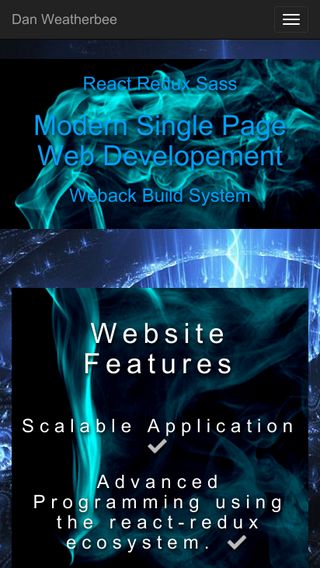 Dan Weatherbee
React Redux Sass
Modern Single Page
Web Developement
Weback Build System
Website
Features
Scalable Application
Advanced
Programming using
the react-redux
ecosystem.